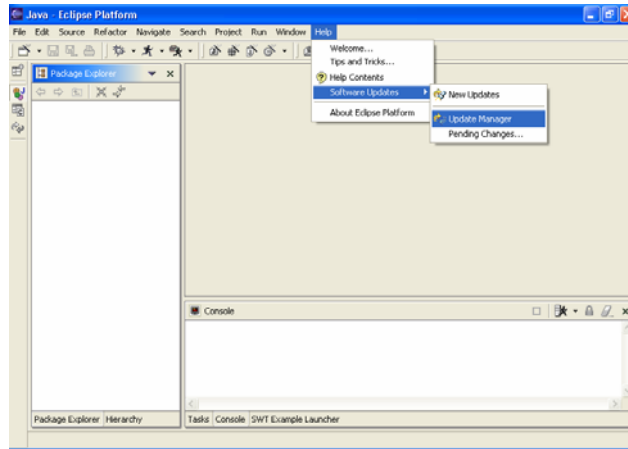 Java - Eclipse Platform
File Edit Source Refactor Navigate Search Project Run Window Help
Welcome...
Tips and Tricks...
Package Explorer
Help Contents
Software Updates
New Updates
About Eclipse Platform
Update Manager
Pending Changes...
Console
Package Explorer Hierarchy
Tasks Console SWT Example Launcher